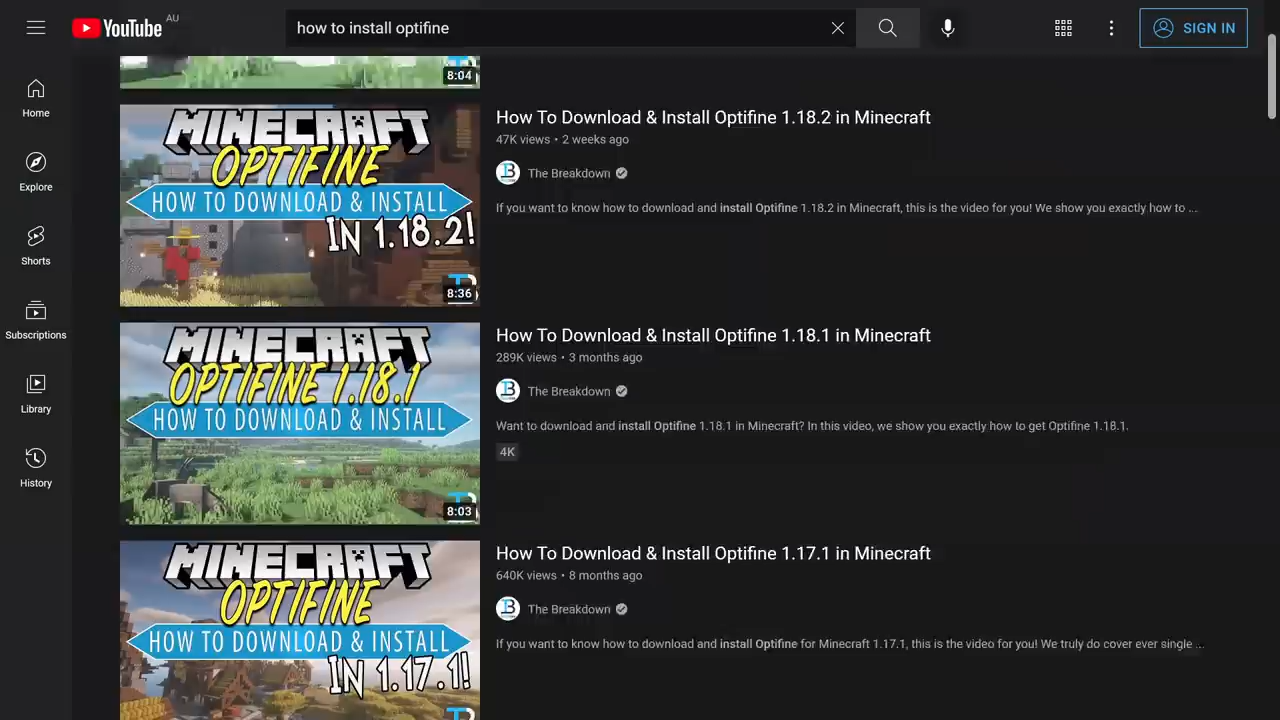 YouTube AU
how to install optifine
SIGN IN
Home
Explore
Shorts
Subscriptions
Library
History
8:04
MINECRAFT
OPTIFINE
HOW TO DOWNLOAD & INSTALL
IN 1.18.2!
8:36
How To Download & Install Optifine 1.18.2 in Minecraft
47K views • 2 weeks ago
The Breakdown
If you want to know how to download and install Optifine 1.18.2 in Minecraft, this is the video for you! We show you exactly how to ...
MINECRAFT
OPTIFINE 1.18.1
HOW TO DOWNLOAD & INSTALL
8:03
How To Download & Install Optifine 1.18.1 in Minecraft
289K views • 3 months ago
The Breakdown
Want to download and install Optifine 1.18.1 in Minecraft? In this video, we show you exactly how to get Optifine 1.18.1.
4K
MINECRAFT
OPTIFINE
HOW TO DOWNLOAD & INSTALL
IN 1.17.1!
How To Download & Install Optifine 1.17.1 in Minecraft
640K views • 8 months ago
The Breakdown
If you want to know how to download and install Optifine for Minecraft 1.17.1, this is the video for you! We truly do cover ever single ...